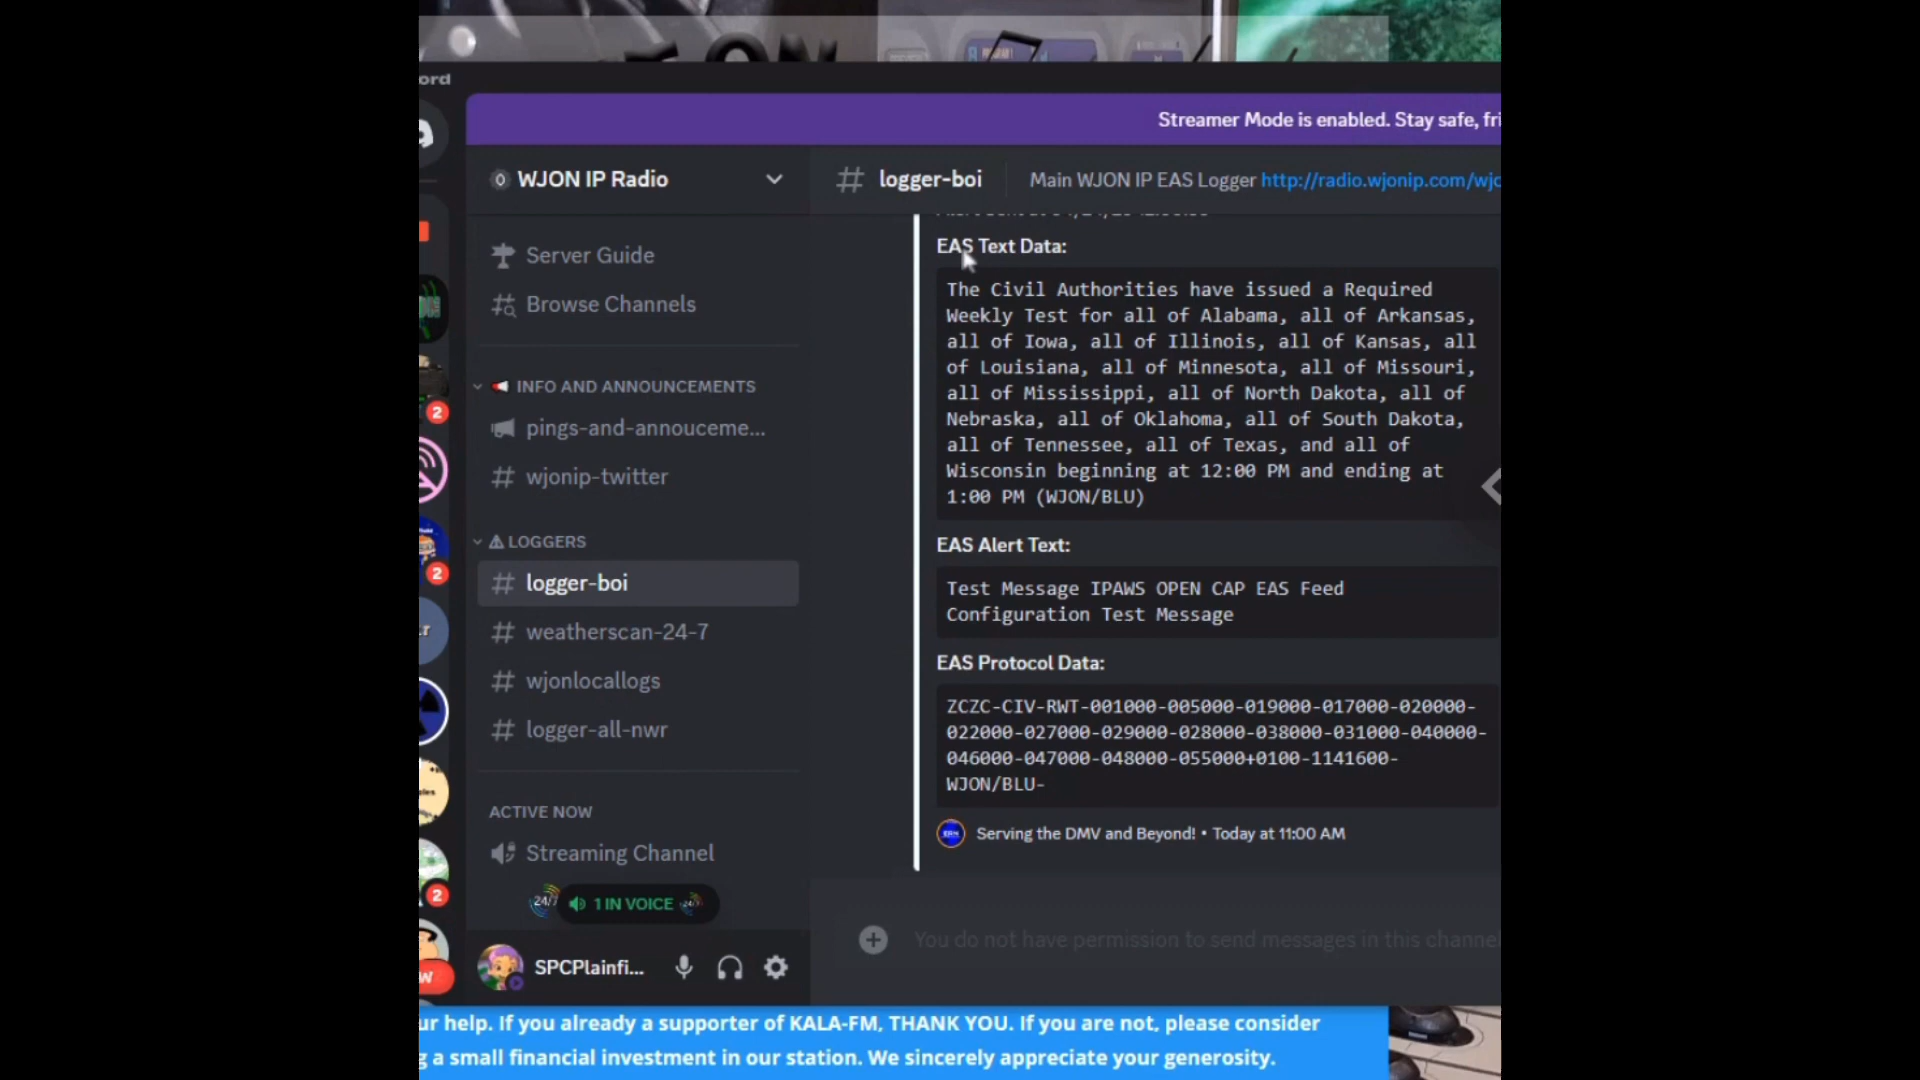 ord
Streamer Mode is enabled. Stay safe, fri
WJON IP Radio
logger-boi
Main WJON IP EAS Logger http://radio.wjonip.com/wjo
Server Guide
Browse Channels
INFO AND ANNOUNCEMENTS
pings-and-annouceme...
wjonip-twitter
LOGGERS
logger-boi
weatherscan-24-7
wjonlocallogs
logger-all-nwr
ACTIVE NOW
Streaming Channel
24/7
1 IN VOICE
SPCPlainfi...
2
2
2
W
EAS Text Data:
The Civil Authorities have issued a Required
Weekly Test for all of Alabama, all of Arkansas,
all of Iowa, all of Illinois, all of Kansas, all
of Louisiana, all of Minnesota, all of Missouri,
all of Mississippi, all of North Dakota, all of
Nebraska, all of Oklahoma, all of South Dakota,
all of Tennessee, all of Texas, and all of
Wisconsin beginning at 12:00 PM and ending at
1:00 PM (WJON/BLU)
EAS Alert Text:
Test Message IPAWS OPEN CAP EAS Feed
Configuration Test Message
EAS Protocol Data:
ZCZC-CIV-RWT-001000-005000-019000-017000-020000-
022000-027000-029000-028000-038000-031000-040000-
046000-047000-048000-055000+0100-1141600-
WJON/BLU-
Serving the DMV and Beyond! • Today at 11:00 AM
You do not have permission to send messages in this channel
ur help. If you already a supporter of KALA-FM, THANK YOU. If you are not, please consider
g a small financial investment in our station. We sincerely appreciate your generosity.